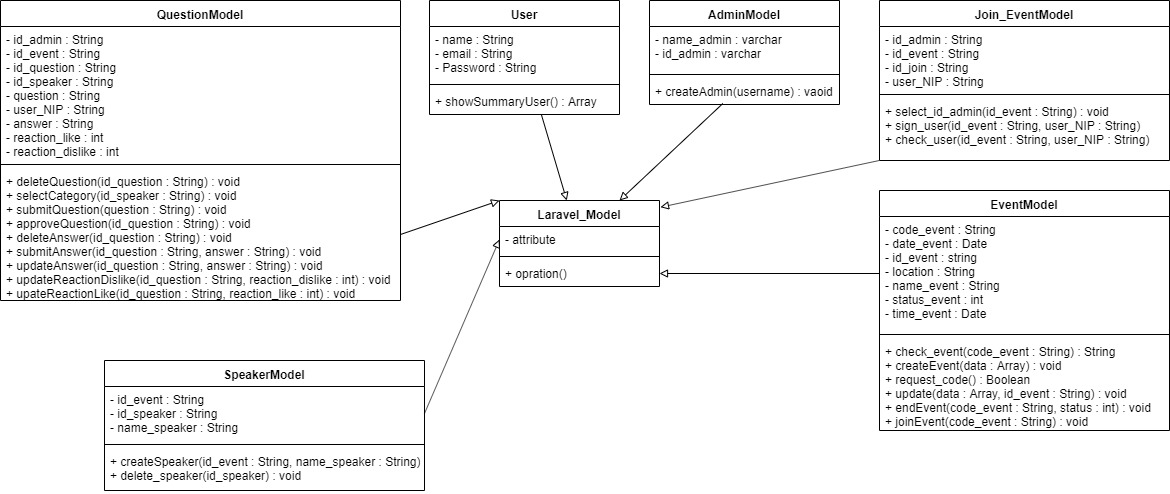 QuestionModel
- id_admin : String
- id_event : String
- id_question : String
- id_speaker : String
- question : String
- user_NIP : String
- answer : String
- reaction_like : int
- reaction_dislike : int
+ deleteQuestion(id_question : String) : void
+ selectCategory(id_speaker : String) : void
+ submitQuestion(question : String) : void
+ approveQuestion(id_question : String) : void
+ deleteAnswer(id_question : String) : void
+ submitAnswer(id_question : String, answer : String) : void
+ updateAnswer(id_question : String, answer : String) : void
+ updateReactionDislike(id_question : String, reaction_dislike : int) : void
+ upateReactionLike(id_question : String, reaction_like : int) : void
User
- name : String
- email : String
- Password : String
+ showSummaryUser() : Array
AdminModel
- name_admin : varchar
- id_admin : varchar
+ createAdmin(username) : vaoid
Join_EventModel
- id_admin : String
- id_event : String
- id_join : String
- user_NIP : String
+ select_id_admin(id_event : String) : void
+ sign_user(id_event : String, user_NIP : String)
+ check_user(id_event : String, user_NIP : String)
Laravel_Model
- attribute
+ opration()
EventModel
- code_event : String
- date_event : Date
- id_event : string
- location : String
- name_event : String
- status_event : int
- time_event : Date
+ check_event(code_event : String) : String
+ createEvent(data : Array) : void
+ request_code() : Boolean
+ update(data : Array, id_event : String) : void
+ endEvent(code_event : String, status : int) : void
+ joinEvent(code_event : String) : void
SpeakerModel
- id_event : String
- id_speaker : String
- name_speaker : String
+ createSpeaker(id_event : String, name_speaker : String)
+ delete_speaker(id_speaker) : void